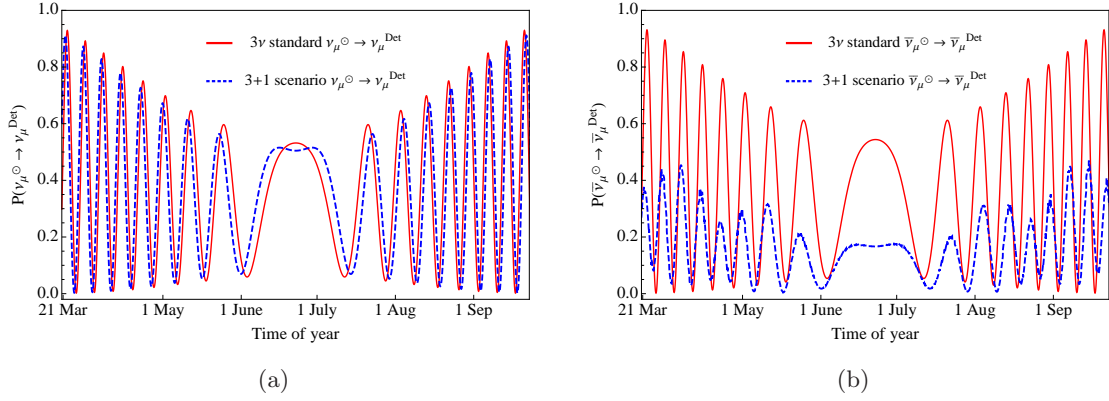 1.0
0.8
0.6
0.4
0.2
0.0
P(ν_μ^⊙ → ν_μ^Det)
3ν standard ν_μ^⊙ → ν_μ^Det
3+1 scenario ν_μ^⊙ → ν_μ^Det
21 Mar 1 May 1 June 1 July 1 Aug 1 Sep
Time of year
(a)
1.0
0.8
0.6
0.4
0.2
0.0
P(ν̅_μ^⊙ → ν̅_μ^Det)
3ν standard ν̅_μ^⊙ → ν̅_μ^Det
3+1 scenario ν̅_μ^⊙ → ν̅_μ^Det
21 Mar 1 May 1 June 1 July 1 Aug 1 Sep
Time of year
(b)